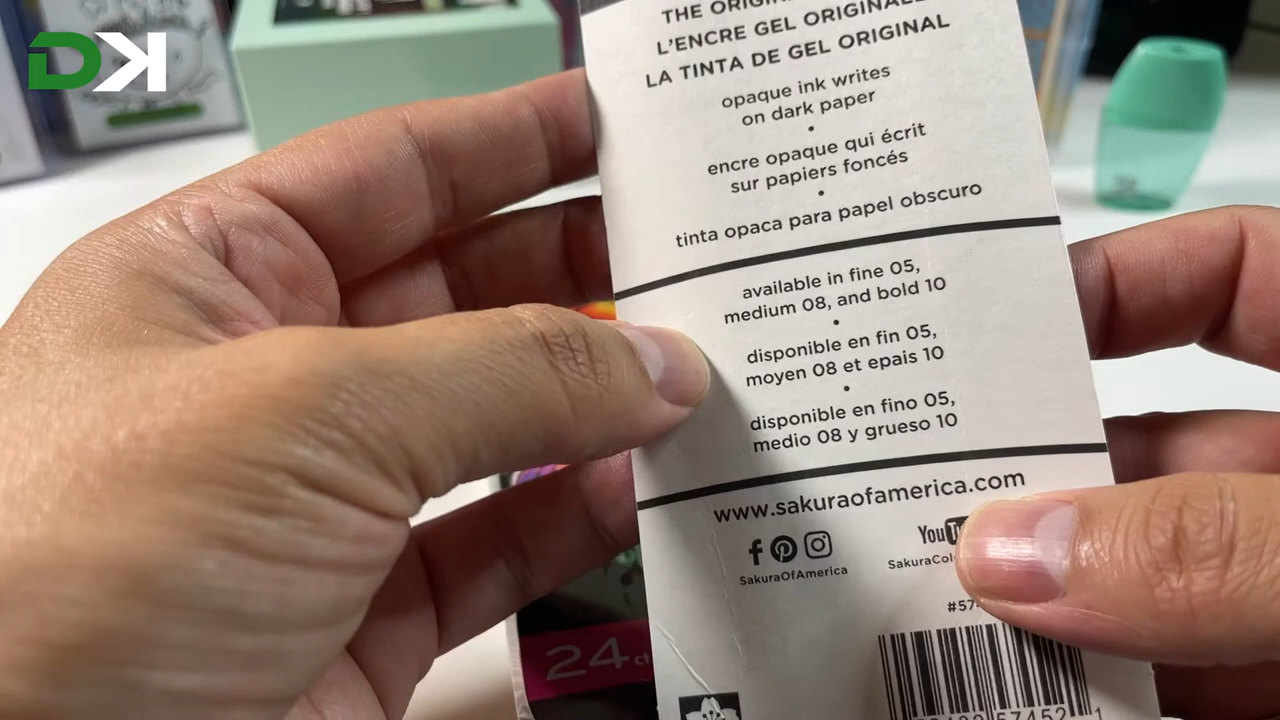 DK
THE
L'ENCRE GEL
LA TINTA DE GEL ORIGINAL
opaque ink writes
on dark paper
•
encre opaque qui écrit
sur papiers foncés
•
tinta opaca para papel obscuro
available in fine 05,
medium 08, and bold 10
•
disponible en fin 05,
moyen 08 et epais 10
•
disponible en fino 05,
medio 08 y grueso 10
www.sakuraofamerica.com
SakuraOfAmerica
You
24
57452 1